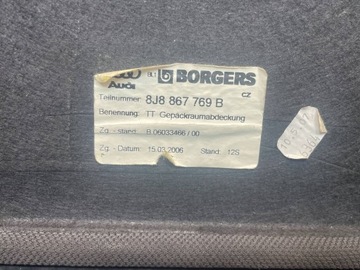 Audi BORGERS
CZ
Teilnummer: 8J8 867 769 B
Benennung: TT Gepäckraumabdeckung
Zg. - stand: B 06033466 / 00
Zg. - Datum: 15.03.2006 Stand: 12S